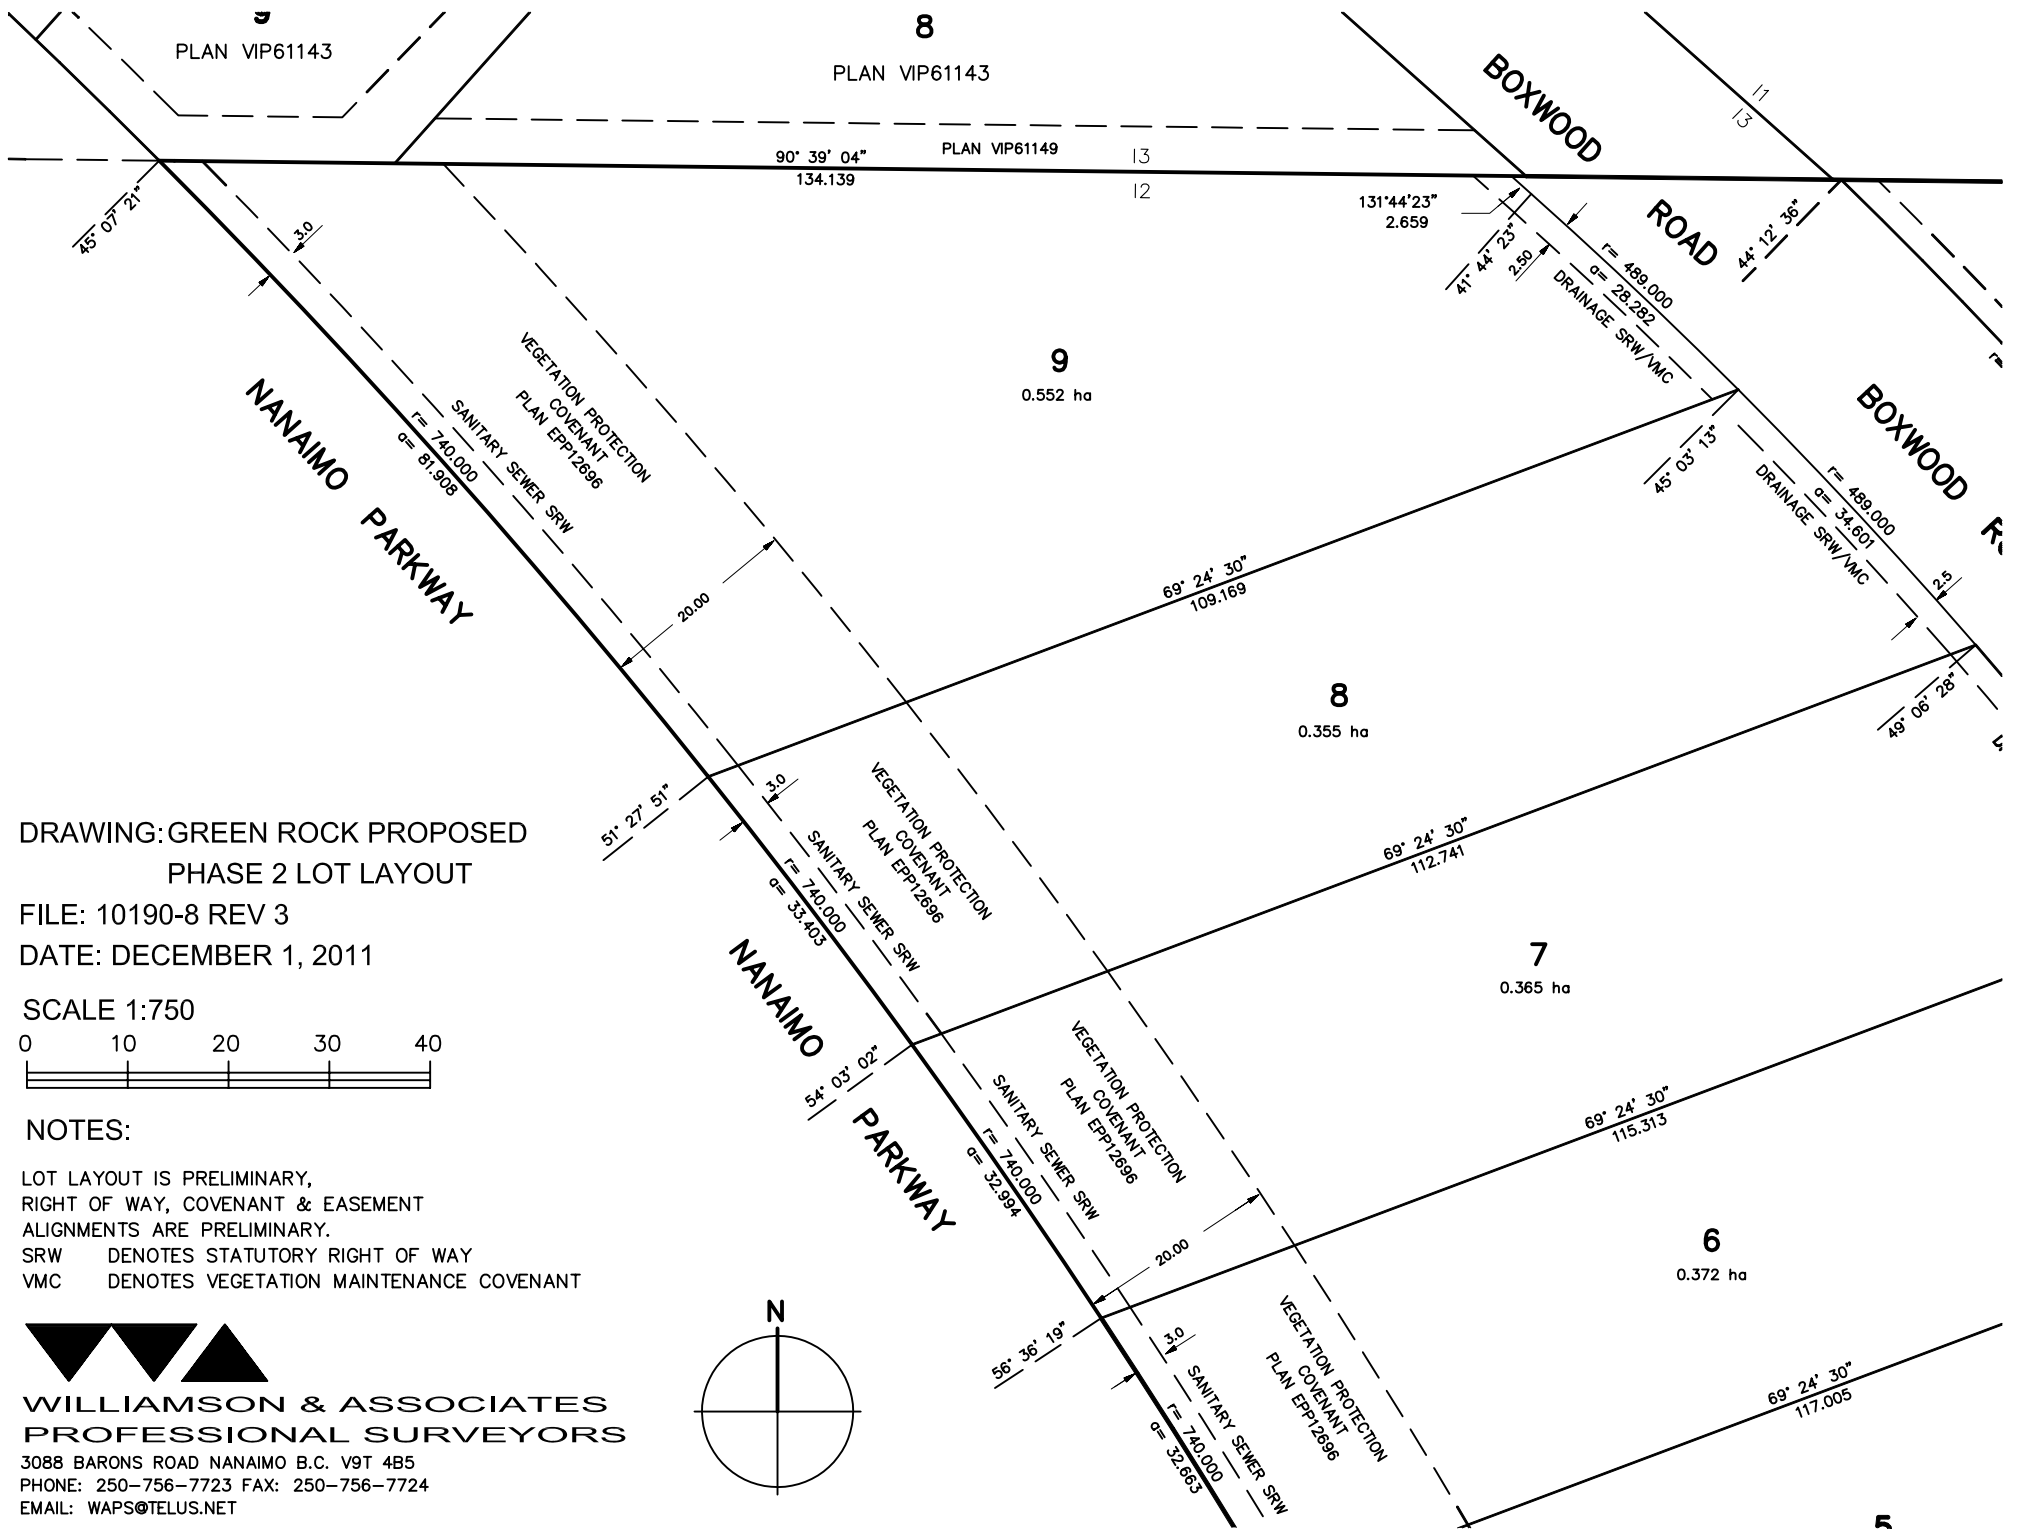 9
PLAN VIP61143
8
PLAN VIP61143
BOXWOOD
ROAD
11
13
90° 39' 04"
134.139
PLAN VIP61149
13
12
131°44'23"
2.659
45° 07' 21"
3.0
41° 44' 23"
2.50
44° 12' 36"
r= 489.000
a= 28.282
DRAINAGE SRW/VMC
9
0.552 ha
VEGETATION PROTECTION
COVENANT
PLAN EPP12696
SANITARY SEWER SRW
r= 740.000
a= 81.908
NANAIMO PARKWAY
20.00
BOXWOOD
45° 03' 13"
r= 489.000
a= 34.601
DRAINAGE SRW/VMC
2.5
69° 24' 30"
109.169
8
0.355 ha
49° 06' 28"
51° 27' 51"
3.0
VEGETATION PROTECTION
COVENANT
PLAN EPP12696
SANITARY SEWER SRW
r= 740.000
a= 33.403
69° 24' 30"
112.741
7
0.365 ha
NANAIMO PARKWAY
54° 03' 02"
VEGETATION PROTECTION
COVENANT
PLAN EPP12696
SANITARY SEWER SRW
r= 740.000
a= 32.994
20.00
69° 24' 30"
115.313
6
0.372 ha
56° 36' 19"
3.0
VEGETATION PROTECTION
COVENANT
PLAN EPP12696
SANITARY SEWER SRW
r= 740.000
a= 32.663
69° 24' 30"
117.005
5
DRAWING: GREEN ROCK PROPOSED
PHASE 2 LOT LAYOUT
FILE: 10190-8 REV 3
DATE: DECEMBER 1, 2011
SCALE 1:750
0 10 20 30 40
NOTES:
LOT LAYOUT IS PRELIMINARY,
RIGHT OF WAY, COVENANT & EASEMENT
ALIGNMENTS ARE PRELIMINARY.
SRW DENOTES STATUTORY RIGHT OF WAY
VMC DENOTES VEGETATION MAINTENANCE COVENANT
N
WILLIAMSON & ASSOCIATES
PROFESSIONAL SURVEYORS
3088 BARONS ROAD NANAIMO B.C. V9T 4B5
PHONE: 250-756-7723 FAX: 250-756-7724
EMAIL: WAPS@TELUS.NET